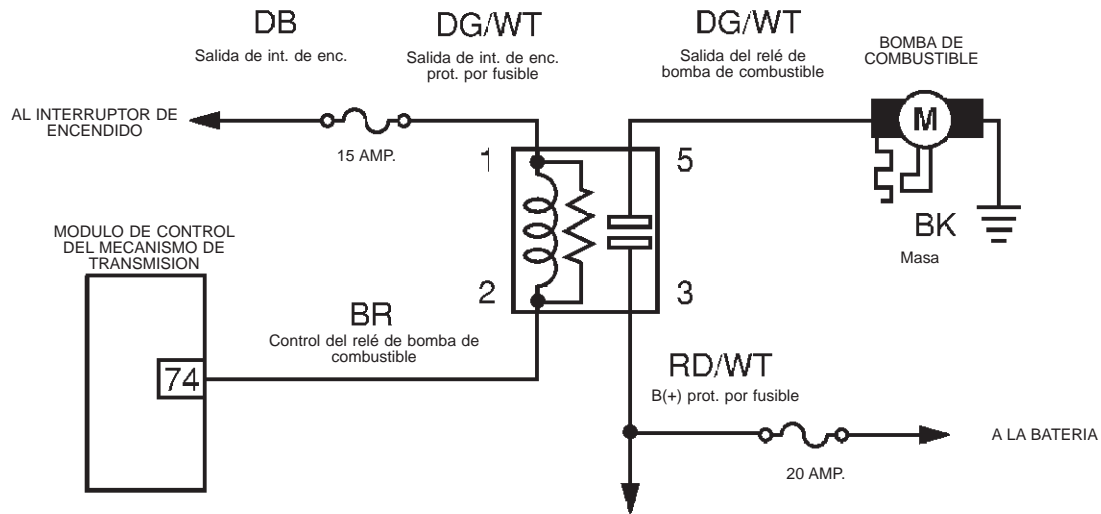 DB
Salida de int. de enc.
DG/WT
Salida de int. de enc.
prot. por fusible
DG/WT
Salida del relé de
bomba de combustible
BOMBA DE
COMBUSTIBLE
AL INTERRUPTOR DE
ENCENDIDO
15 AMP.
M
1
5
BK
Masa
MODULO DE CONTROL
DEL MECANISMO DE
TRANSMISION
2
3
BR
Control del relé de bomba de
combustible
74
RD/WT
B(+) prot. por fusible
A LA BATERIA
20 AMP.